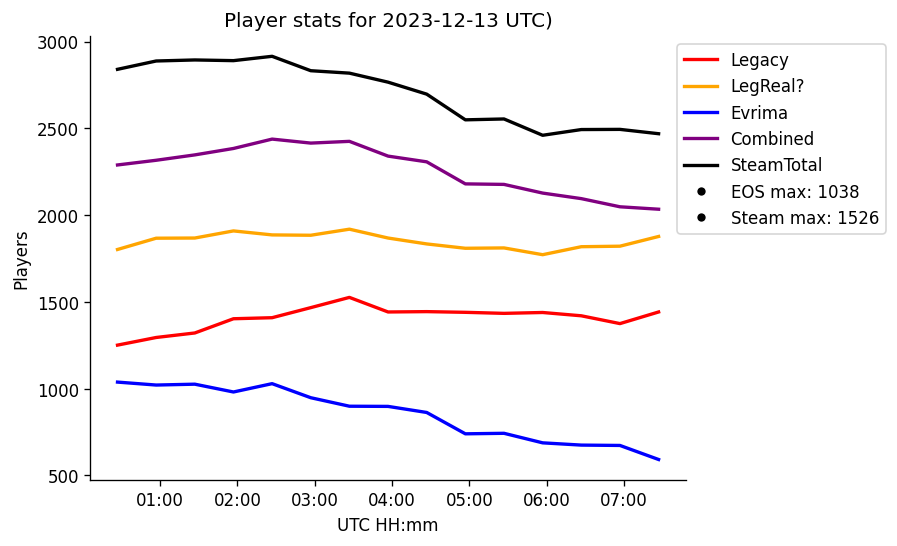 Player stats for 2023-12-13 UTC)
3000
2500
2000
1500
1000
500
Players
01:00 02:00 03:00 04:00 05:00 06:00 07:00
UTC HH:mm
Legacy
LegReal?
Evrima
Combined
SteamTotal
EOS max: 1038
Steam max: 1526